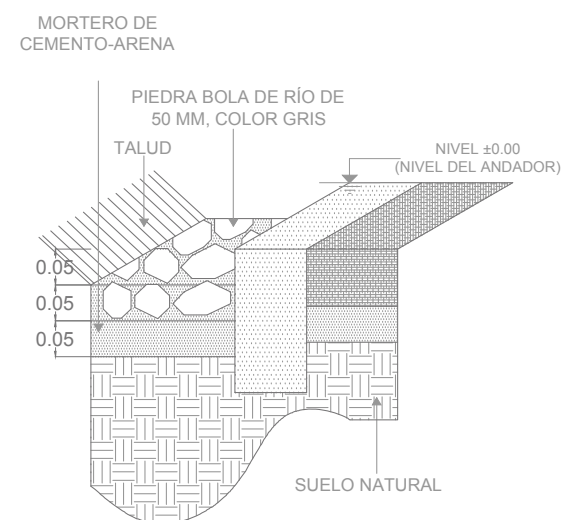 MORTERO DE
CEMENTO-ARENA
PIEDRA BOLA DE RÍO DE
50 MM, COLOR GRIS
TALUD
NIVEL ±0.00
(NIVEL DEL ANDADOR)
0.05
0.05
0.05
SUELO NATURAL